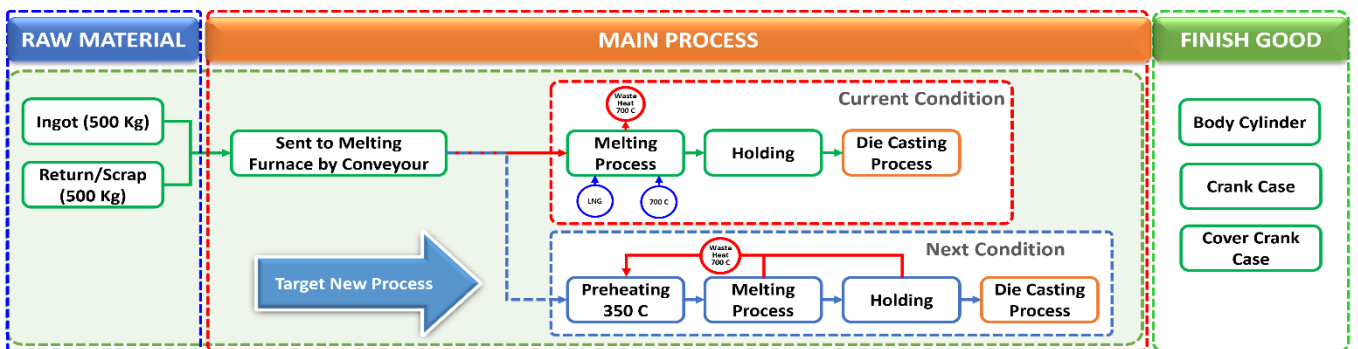 RAW MATERIAL
MAIN PROCESS
FINISH GOOD
Ingot (500 Kg)
Return/Scrap
(500 Kg)
Sent to Melting
Furnace by Conveyour
Current Condition
Waste
Heat
700 C
Melting
Process
Holding
Die Casting
Process
LNG
700 C
Target New Process
Next Condition
Waste
Heat
700 C
Preheating
350 C
Melting
Process
Holding
Die Casting
Process
Body Cylinder
Crank Case
Cover Crank
Case